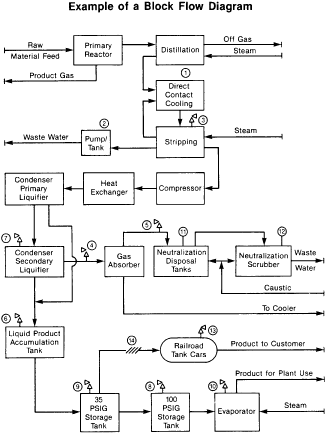 Example of a Block Flow Diagram
Raw
Material Feed
Primary
Reactor
Distillation
Off Gas
Steam
Product Gas
1
Direct
Contact
Cooling
2
3
Waste Water
Pump/
Tank
Stripping
Steam
Condenser
Primary
Liquifier
Heat
Exchanger
Compressor
7
4
5
11
12
Condenser
Secondary
Liquifier
Gas
Absorber
Neutralization
Disposal
Tanks
Neutralization
Scrubber
Waste
Water
Caustic
To Cooler
6
Liquid Product
Accumulation
Tank
14
13
Railroad
Tank Cars
Product to Customer
Product for Plant Use
9
8
10
35
PSIG
Storage
Tank
100
PSIG
Storage
Tank
Evaporator
Steam